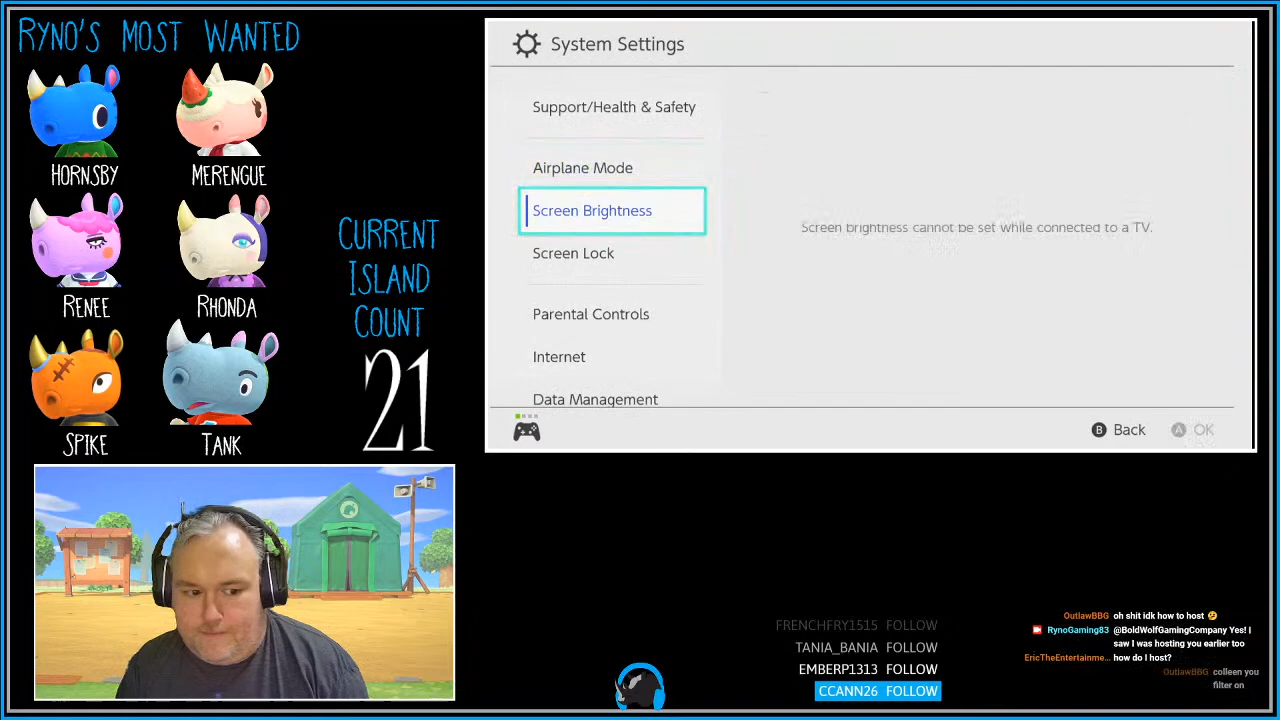 RYNO'S MOST WANTED
HORNSBY
MERENGUE
RENEE
RHONDA
SPIKE
TANK
CURRENT
ISLAND
COUNT
21
System Settings
Support/Health & Safety
Airplane Mode
Screen Brightness
Screen Lock
Parental Controls
Internet
Data Management
Screen brightness cannot be set while connected to a TV.
B Back
A OK
FRENCHFRY1515 FOLLOW
TANIA_BANIA FOLLOW
EMBERP1313 FOLLOW
CCANN26 FOLLOW
OutlawBBG oh shit idk how to host 🤔
RynoGaming83 @BoldWolfGamingCompany Yes! I
saw I was hosting you earlier too
EricTheEntertainme... how do I host?
OutlawBBG colleen you
filter on